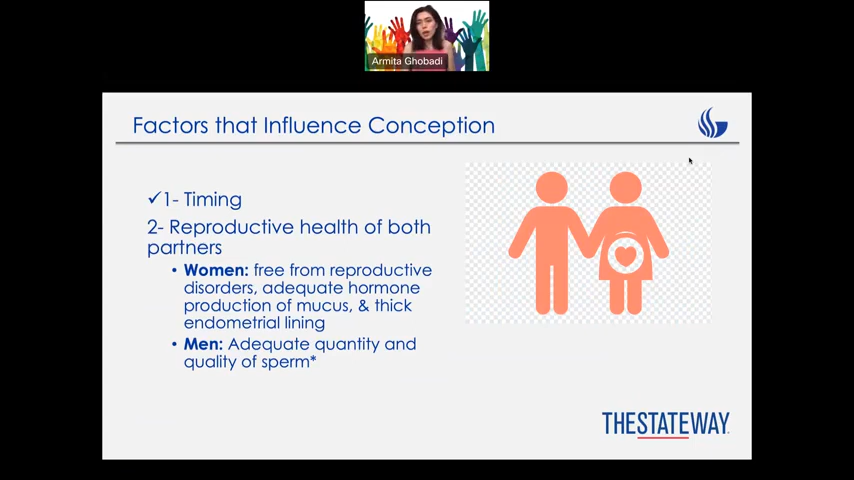 Armita Ghobadi
Factors that Influence Conception
✓1- Timing
2- Reproductive health of both
partners
• Women: free from reproductive
disorders, adequate hormone
production of mucus, & thick
endometrial lining
• Men: Adequate quantity and
quality of sperm*
THESTATEWAY.